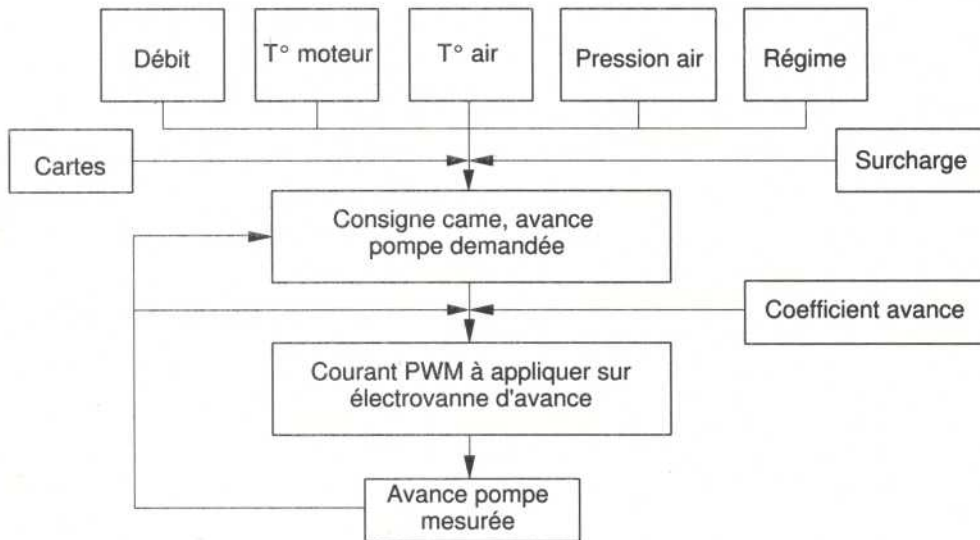 Débit
T° moteur
T° air
Pression air
Régime
Cartes
Surcharge
Consigne came, avance
pompe demandée
Coefficient avance
Courant PWM à appliquer sur
électrovanne d'avance
Avance pompe
mesurée